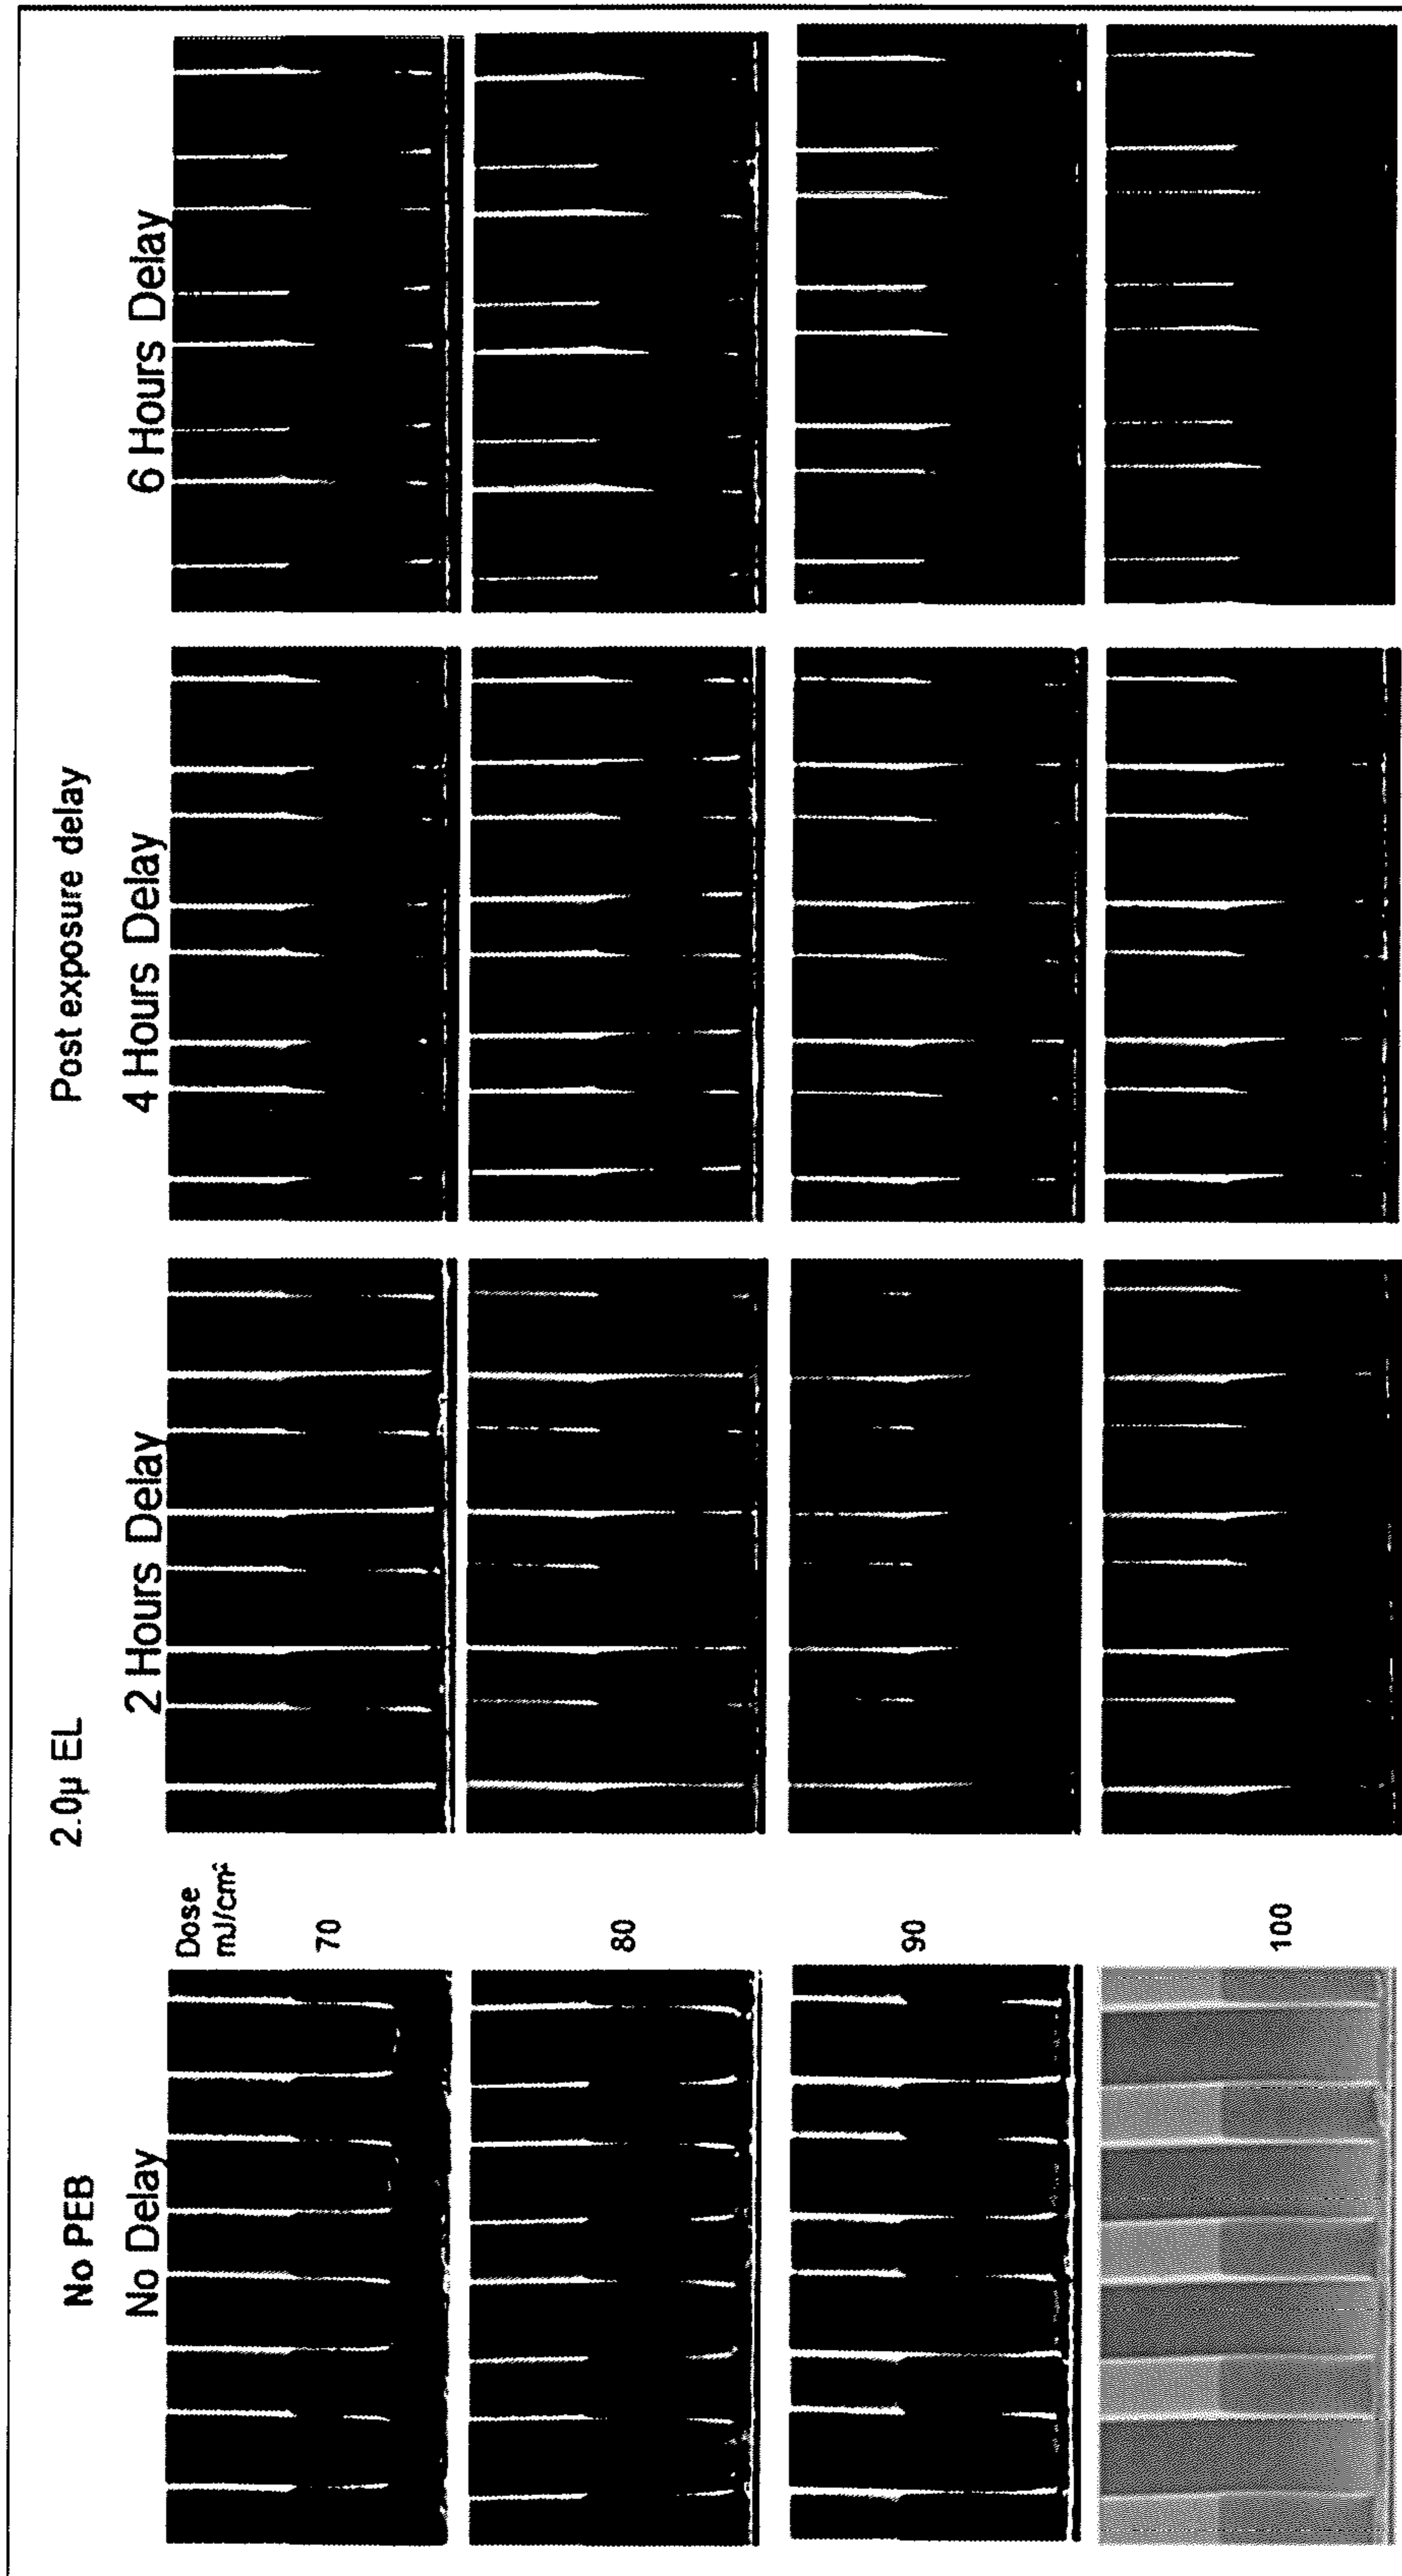 No PEB
2.0µ EL
Post exposure delay
No Delay
2 Hours Delay
4 Hours Delay
6 Hours Delay
Dose
mJ/cm²
70
80
90
100